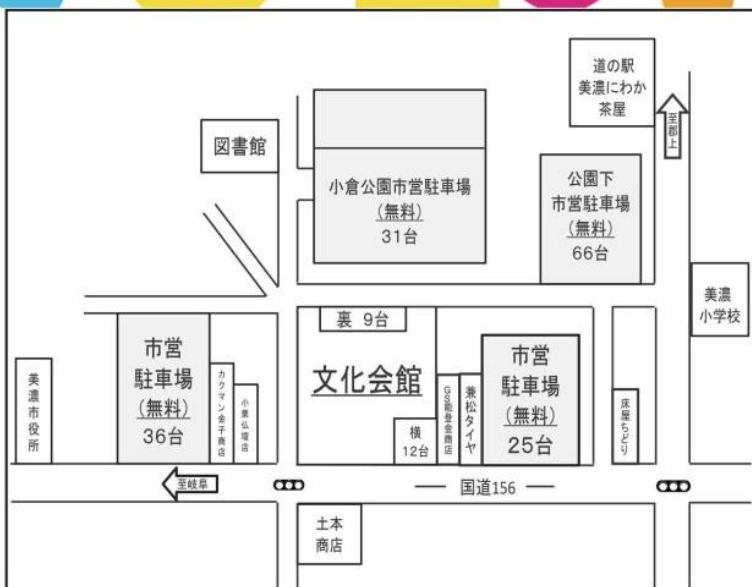 道の駅
美濃にわか
茶屋
至郡上
図書館
小倉公園市営駐車場
(無料)
31台
公園下
市営駐車場
(無料)
66台
美濃
小学校
裏 9台
文化会館
市営
駐車場
(無料)
36台
カクマン金子商店
小栗仏壇店
美濃市役所
横
12台
GS能登金商店
兼松タイヤ
市営
駐車場
(無料)
25台
床屋ちどり
至岐阜
国道156
土本
商店